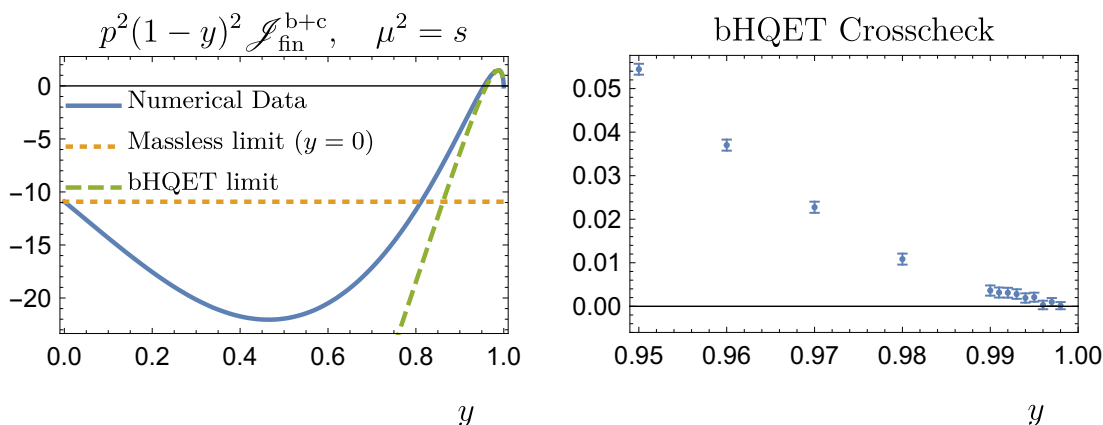 p²(1 − y)² 𝒥_fin^{b+c}, μ² = s
0
−5
−10
−15
−20
Numerical Data
Massless limit (y = 0)
bHQET limit
0.0 0.2 0.4 0.6 0.8 1.0
y
bHQET Crosscheck
0.05
0.04
0.03
0.02
0.01
0.00
0.95 0.96 0.97 0.98 0.99 1.00
y